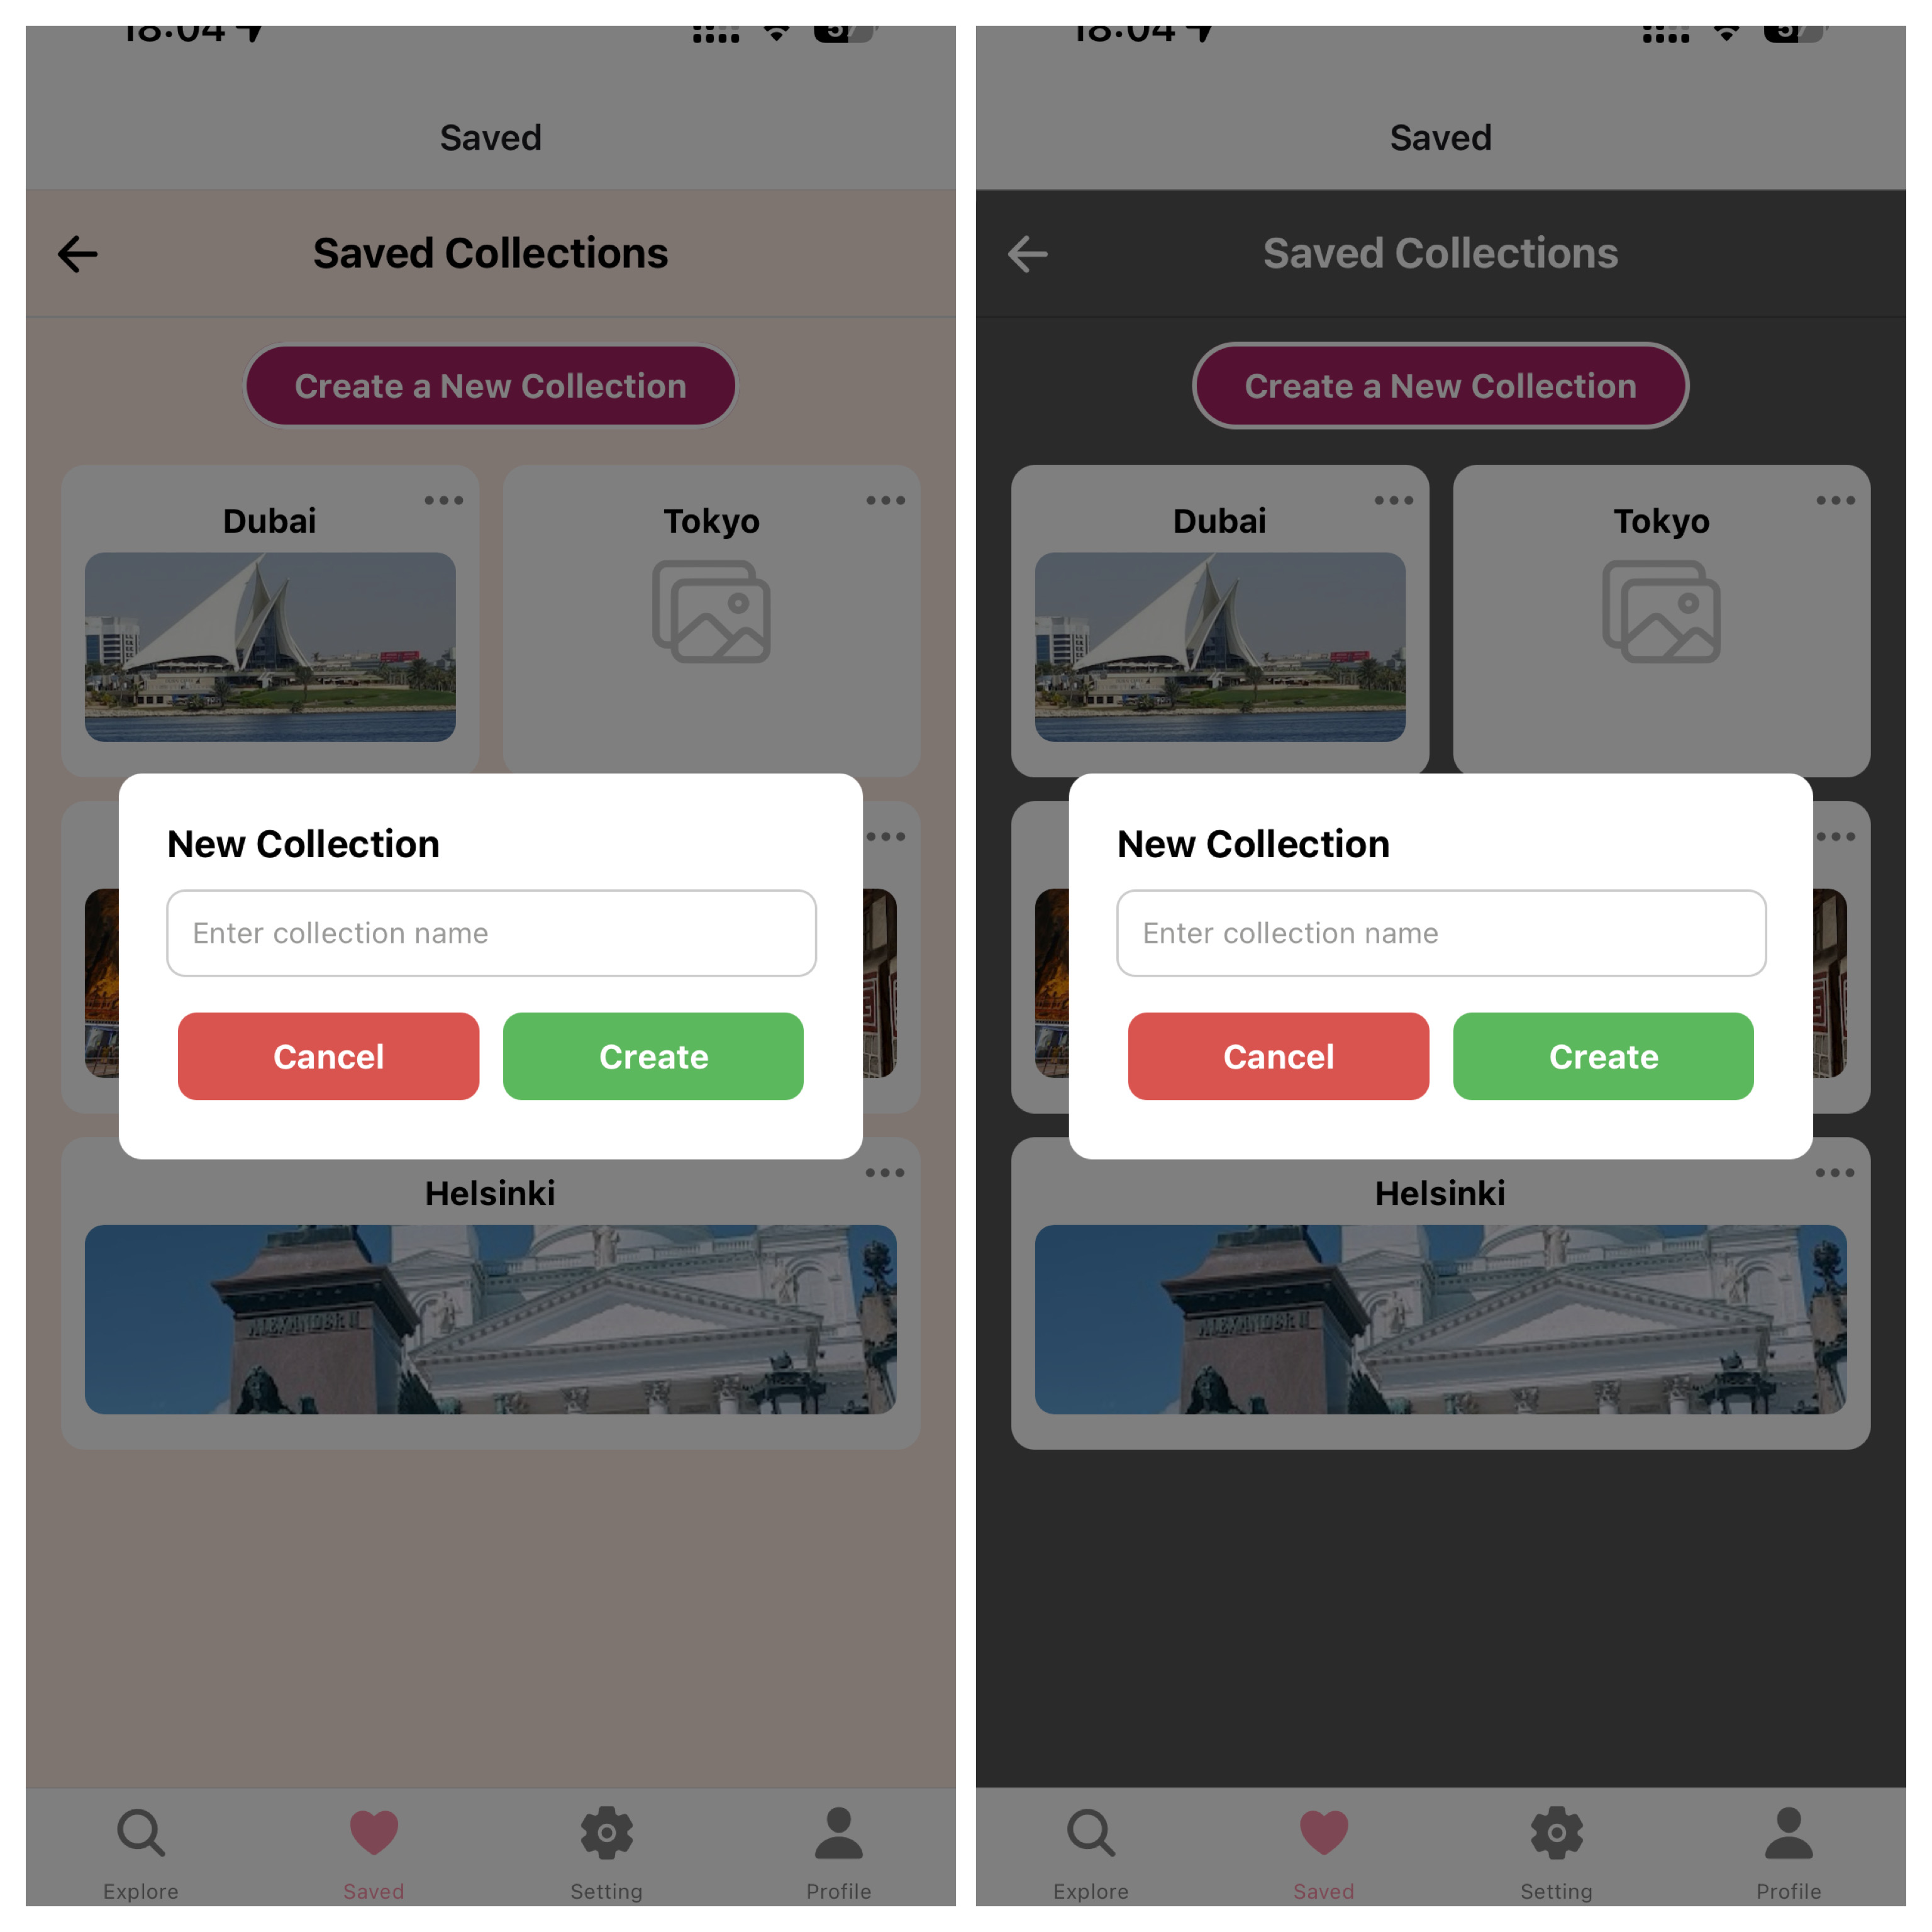 18:04
Saved
Saved Collections
Create a New Collection
Dubai
Tokyo
New Collection
Enter collection name
Cancel
Create
Helsinki
ALEXANDRO II
Explore
Saved
Setting
Profile
18:04
Saved
Saved Collections
Create a New Collection
Dubai
Tokyo
New Collection
Enter collection name
Cancel
Create
Helsinki
ALEXANDRO II
Explore
Saved
Setting
Profile